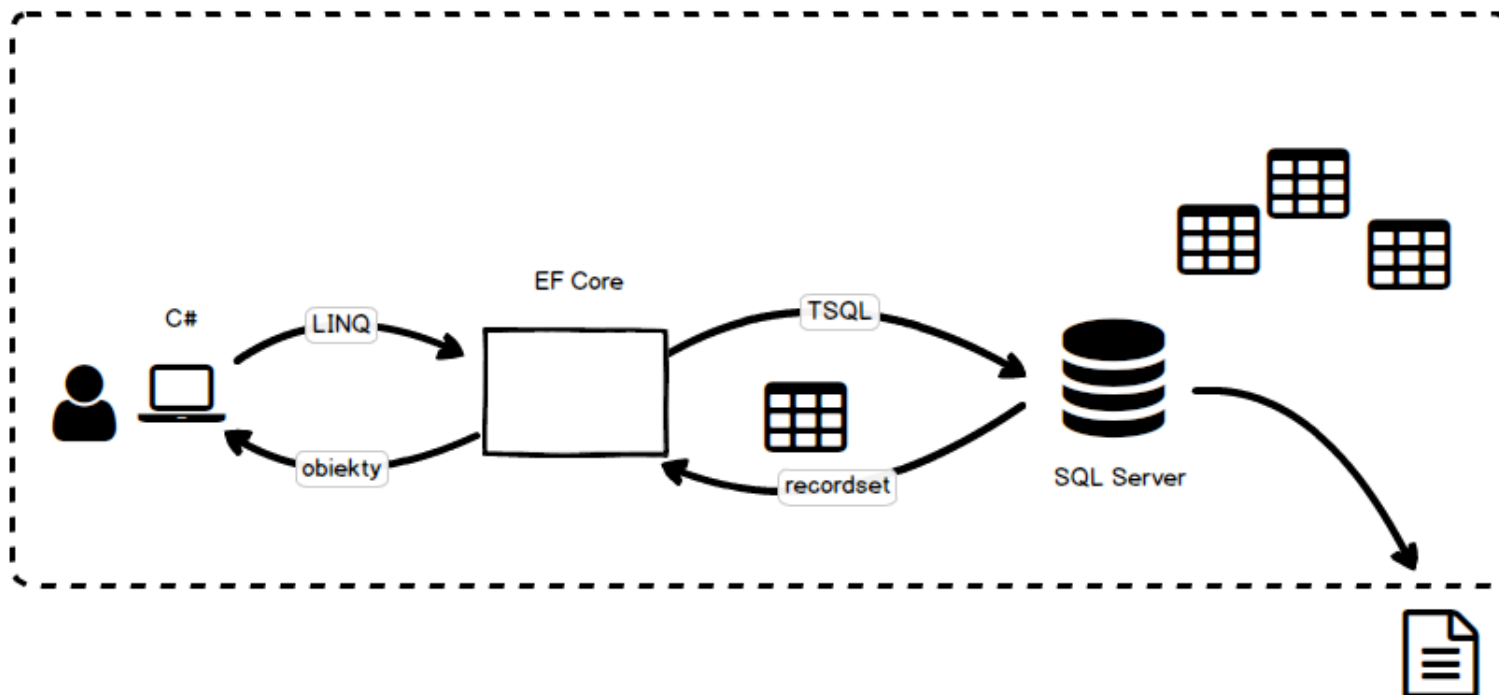 EF Core
C#
LINQ
TSQL
obiekty
recordset
SQL Server